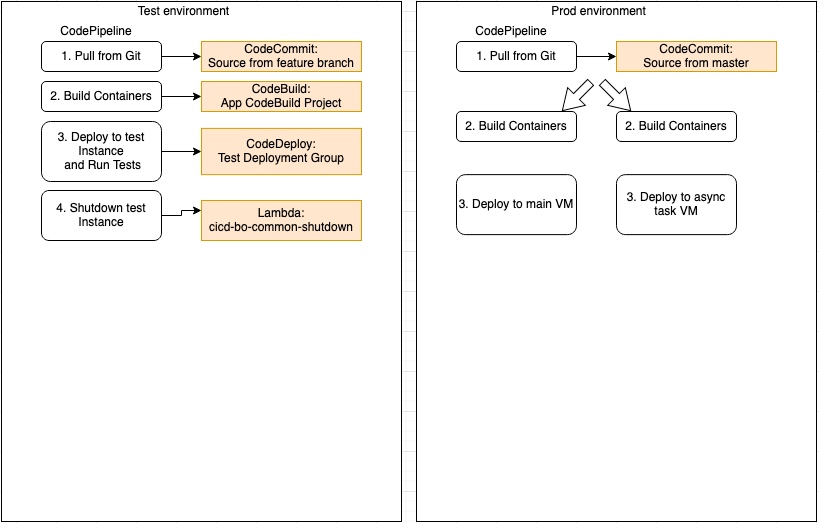 Test environment
CodePipeline
1. Pull from Git
CodeCommit:
Source from feature branch
2. Build Containers
CodeBuild:
App CodeBuild Project
3. Deploy to test
Instance
and Run Tests
CodeDeploy:
Test Deployment Group
4. Shutdown test
Instance
Lambda:
cicd-bo-common-shutdown
Prod environment
CodePipeline
1. Pull from Git
CodeCommit:
Source from master
2. Build Containers
2. Build Containers
3. Deploy to main VM
3. Deploy to async
task VM